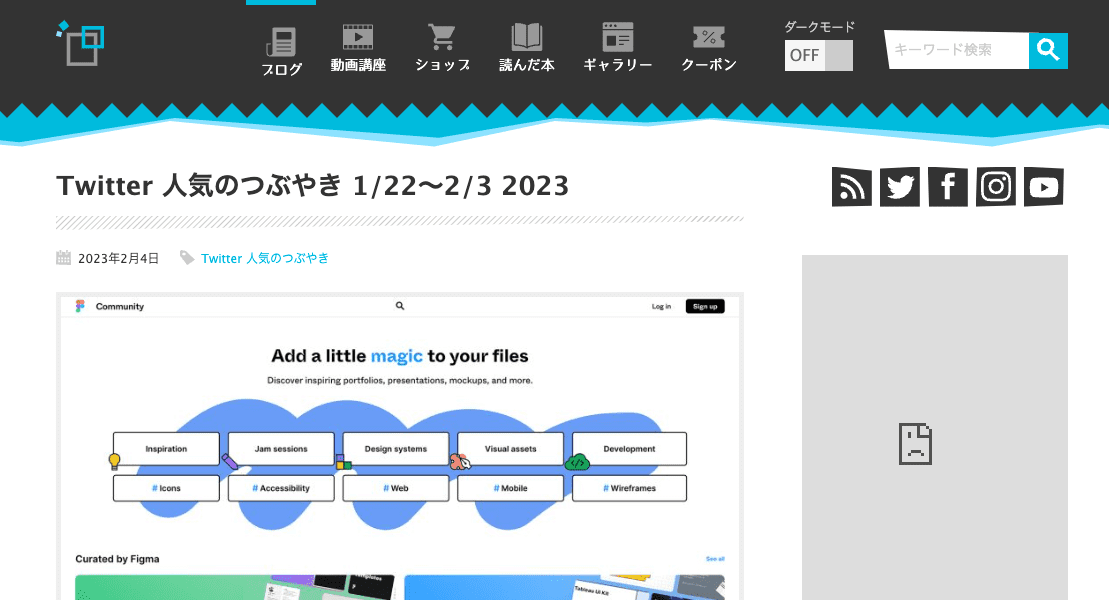 ブログ
動画講座
ショップ
読んだ本
ギャラリー
クーポン
ダークモード
OFF
キーワード検索
Twitter 人気のつぶやき 1/22〜2/3 2023
2023年2月4日
Twitter 人気のつぶやき
Community
Log in
Sign up
Add a little magic to your files
Discover inspiring portfolios, presentations, mockups, and more.
Inspiration
Jam sessions
Design systems
Visual assets
Development
# Icons
# Accessibility
# Web
# Mobile
# Wireframes
Curated by Figma
See all
Tableau UI Kit